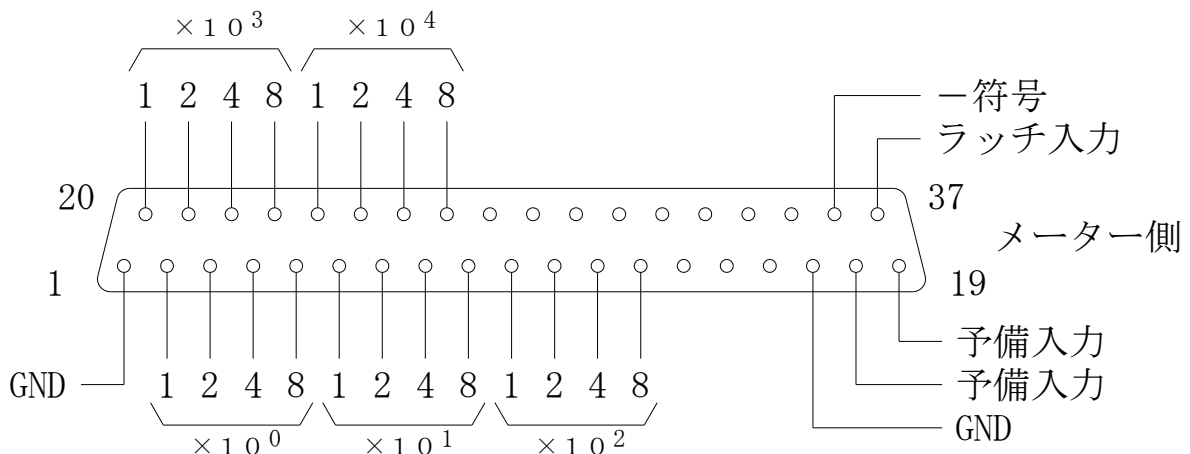 ×10³ ×10⁴
1 2 4 8 1 2 4 8
－符号
ラッチ入力
20
37
メーター側
1
19
予備入力
予備入力
GND
GND
1 2 4 8 1 2 4 8 1 2 4 8
×10⁰ ×10¹ ×10²